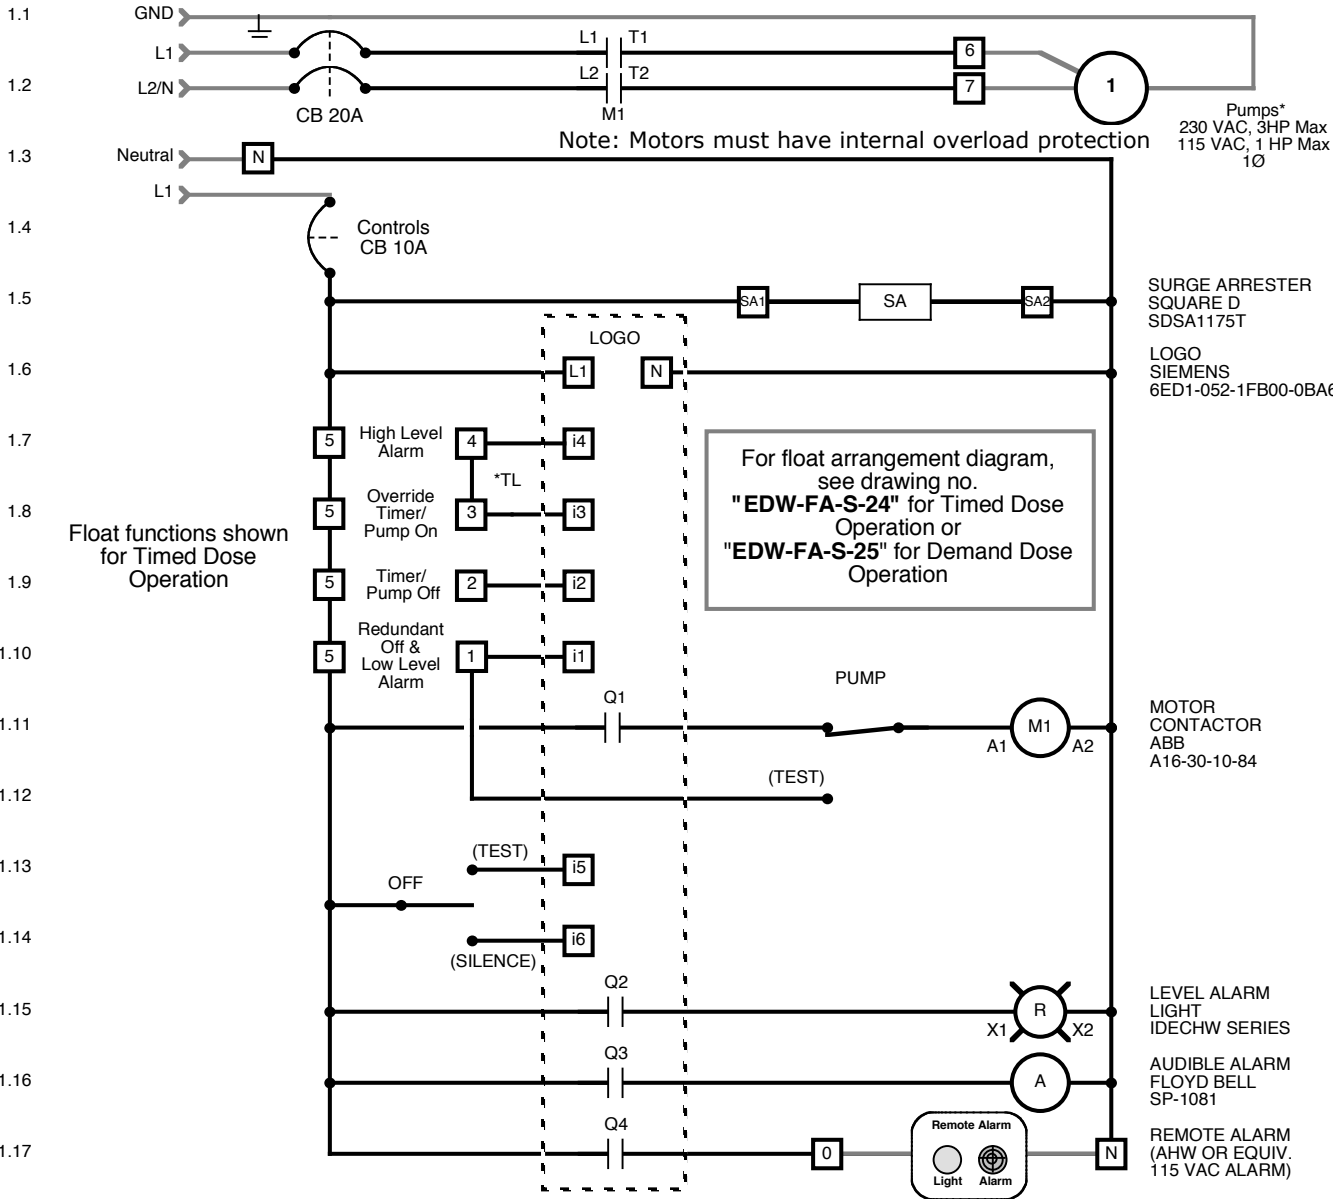 1.1
GND
L1
L1 T1
6
1.2
L2/N
L2 T2
7
1
CB 20A
M1
Pumps*
230 VAC, 3HP Max
115 VAC, 1 HP Max
1Ø
Note: Motors must have internal overload protection
1.3
Neutral
N
L1
1.4
Controls
CB 10A
1.5
SA1
SA
SA2
SURGE ARRESTER
SQUARE D
SDSA1175T
LOGO
1.6
L1
N
LOGO
SIEMENS
6ED1-052-1FB00-0BA6
1.7
5
High Level
Alarm
4
i4
*TL
1.8
5
Override
Timer/
Pump On
3
i3
Float functions shown
for Timed Dose
Operation
For float arrangement diagram,
see drawing no.
"EDW-FA-S-24" for Timed Dose
Operation or
"EDW-FA-S-25" for Demand Dose
Operation
1.9
5
Timer/
Pump Off
2
i2
1.10
5
Redundant
Off &
Low Level
Alarm
1
i1
PUMP
1.11
Q1
A1
M1
A2
MOTOR
CONTACTOR
ABB
A16-30-10-84
1.12
(TEST)
1.13
(TEST)
i5
OFF
1.14
(SILENCE)
i6
1.15
Q2
X1
R
X2
LEVEL ALARM
LIGHT
IDECHW SERIES
1.16
Q3
A
AUDIBLE ALARM
FLOYD BELL
SP-1081
1.17
Q4
0
Remote Alarm
Light Alarm
N
REMOTE ALARM
(AHW OR EQUIV.
115 VAC ALARM)